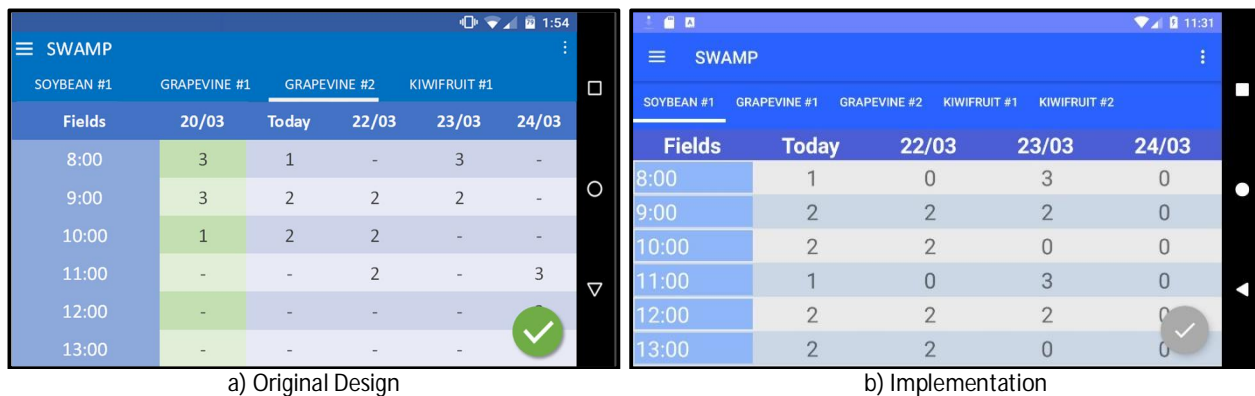 1:54
SWAMP
SOYBEAN #1 GRAPEVINE #1 GRAPEVINE #2 KIWIFRUIT #1
Fields 20/03 Today 22/03 23/03 24/03
8:00 3 1 - 3 -
9:00 3 2 2 2 -
10:00 1 2 2 - -
11:00 - - 2 - 3
12:00 - - - -
13:00 - - - -
a) Original Design
11:31
SWAMP
SOYBEAN #1 GRAPEVINE #1 GRAPEVINE #2 KIWIFRUIT #1 KIWIFRUIT #2
Fields Today 22/03 23/03 24/03
8:00 1 0 3 0
9:00 2 2 2 0
10:00 2 2 0 0
11:00 1 0 3 0
12:00 2 2 2 0
13:00 2 2 0 0
b) Implementation